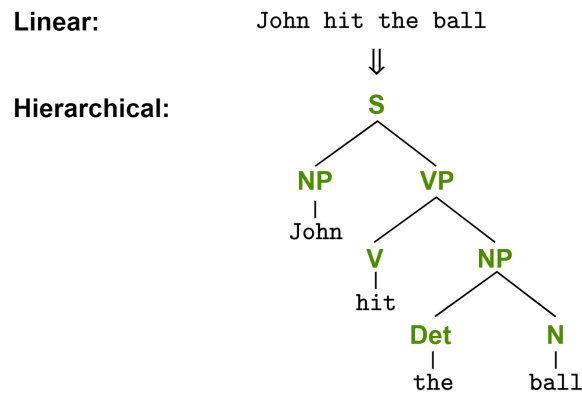 Linear: John hit the ball
⇓
Hierarchical: S
NP VP
John
V NP
hit
Det N
the ball